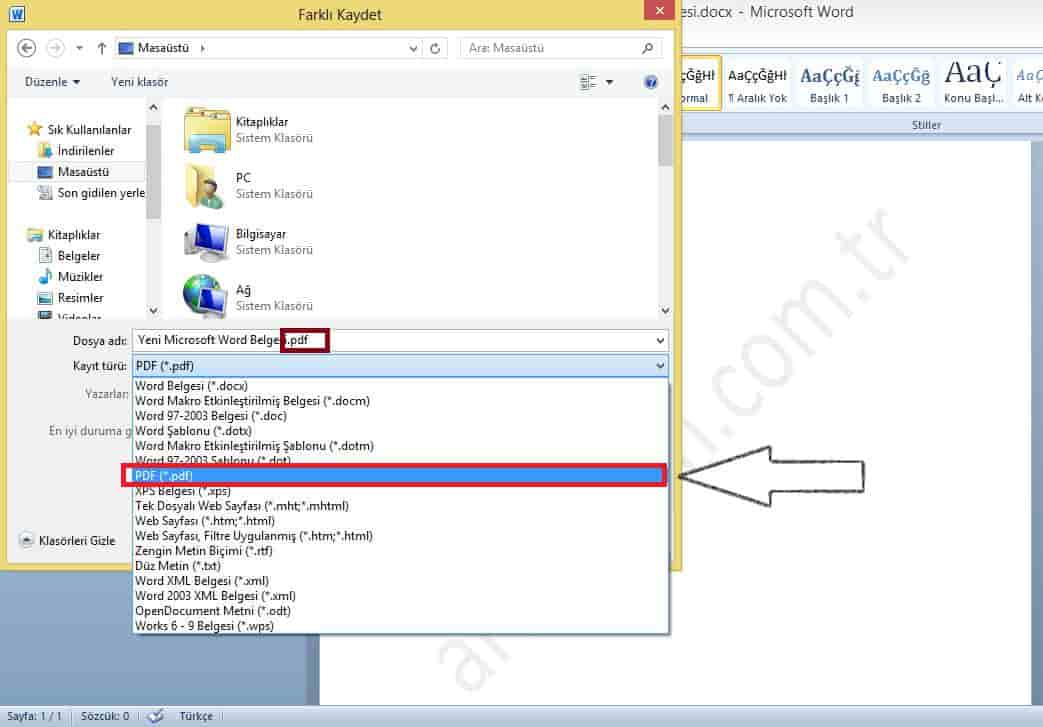 Farklı Kaydet
esi.docx - Microsoft Word
Masaüstü
Ara: Masaüstü
Düzenle
Yeni klasör
Sık Kullanılanlar
İndirilenler
Masaüstü
Son gidilen yerle
Kitaplıklar
Belgeler
Müzikler
Resimler
Videolar
Kitaplıklar
Sistem Klasörü
PC
Sistem Klasörü
Bilgisayar
Sistem Klasörü
Ağ
Sistem Klasörü
AaÇçĞğHł
¶ Aralık Yok
AaÇçĞğ
Başlık 1
AaÇçĞğ
Başlık 2
AaÇ
Konu Başl...
Stiller
Dosya adı: Yeni Microsoft Word Belgesi.pdf
Kayıt türü: PDF (*.pdf)
Yazarlar:
En iyi duruma g
Word Belgesi (*.docx)
Word Makro Etkinleştirilmiş Belgesi (*.docm)
Word 97-2003 Belgesi (*.doc)
Word Şablonu (*.dotx)
Word Makro Etkinleştirilmiş Şablonu (*.dotm)
Word 97-2003 Şablonu (*.dot)
PDF (*.pdf)
XPS Belgesi (*.xps)
Tek Dosyalı Web Sayfası (*.mht;*.mhtml)
Web Sayfası (*.htm;*.html)
Web Sayfası, Filtre Uygulanmış (*.htm;*.html)
Zengin Metin Biçimi (*.rtf)
Düz Metin (*.txt)
Word XML Belgesi (*.xml)
Word 2003 XML Belgesi (*.xml)
OpenDocument Metni (*.odt)
Works 6 - 9 Belgesi (*.wps)
Klasörleri Gizle
.com.tr
Sayfa: 1 / 1
Sözcük: 0
Türkçe